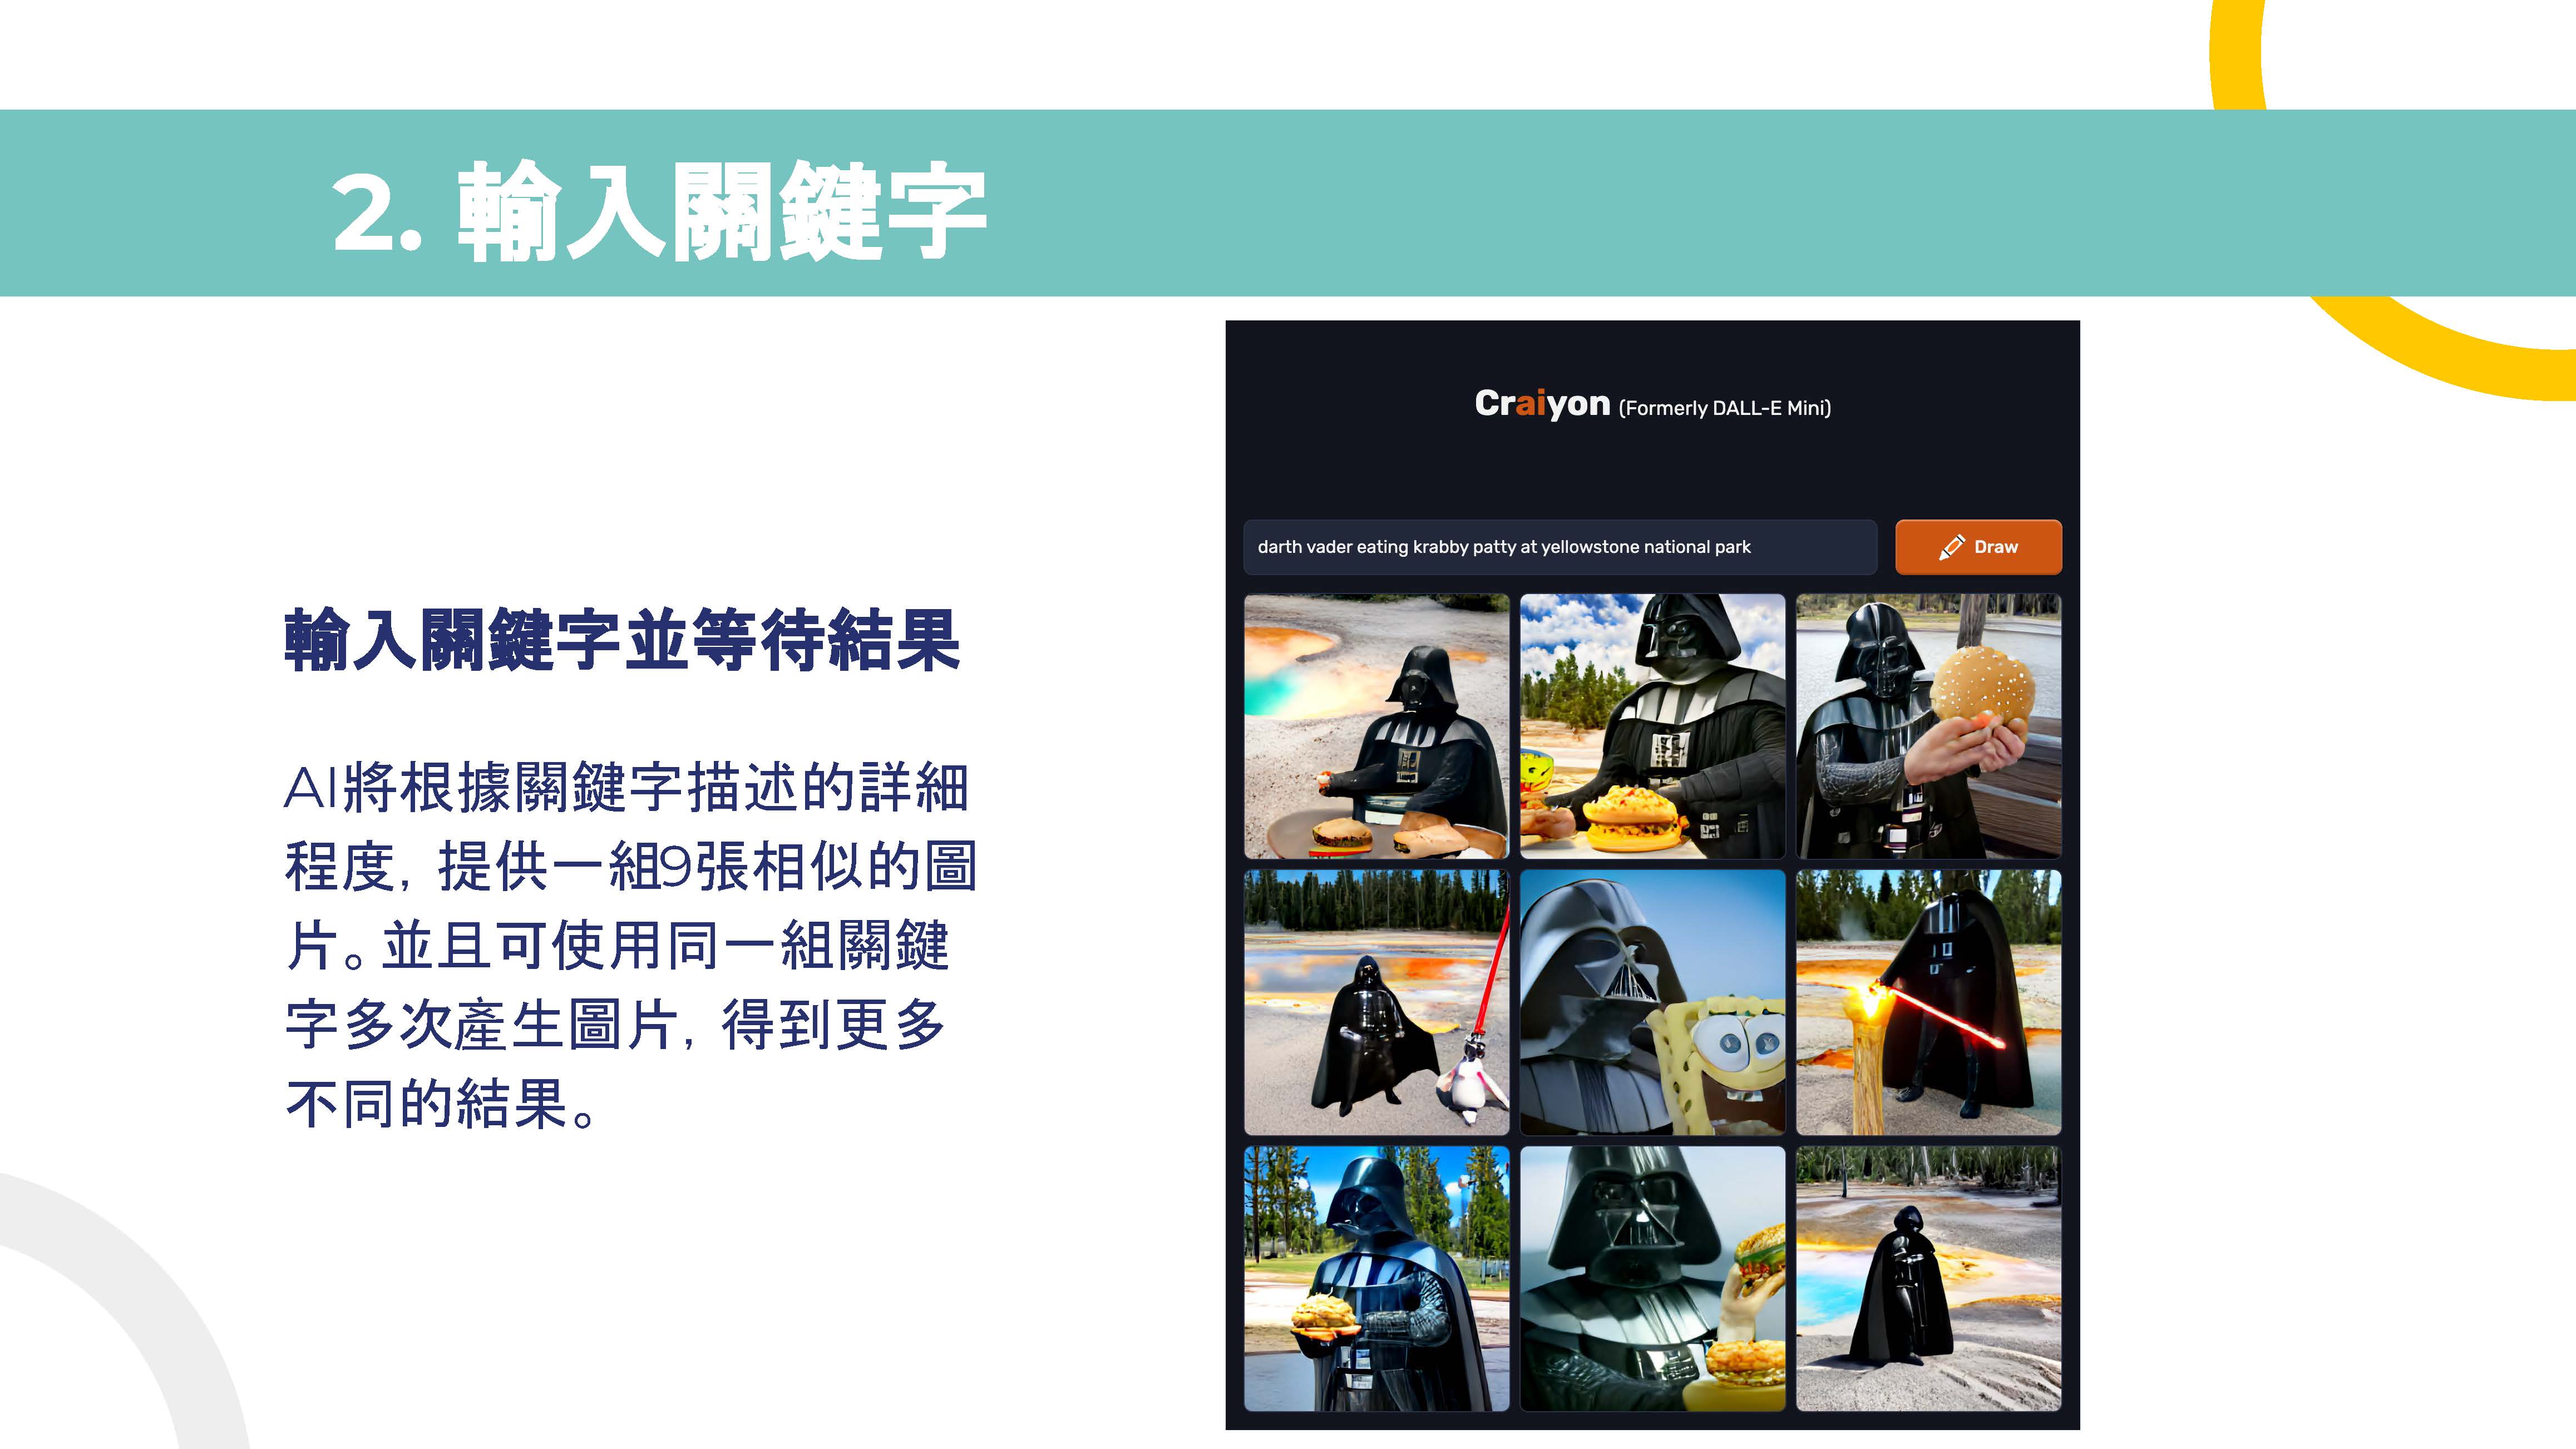 2. 輸入關鍵字
輸入關鍵字並等待結果
AI將根據關鍵字描述的詳細
程度，提供一組9張相似的圖
片。並且可使用同一組關鍵
字多次產生圖片，得到更多
不同的結果。
Craiyon (Formerly DALL-E Mini)
darth vader eating krabby patty at yellowstone national park
Draw